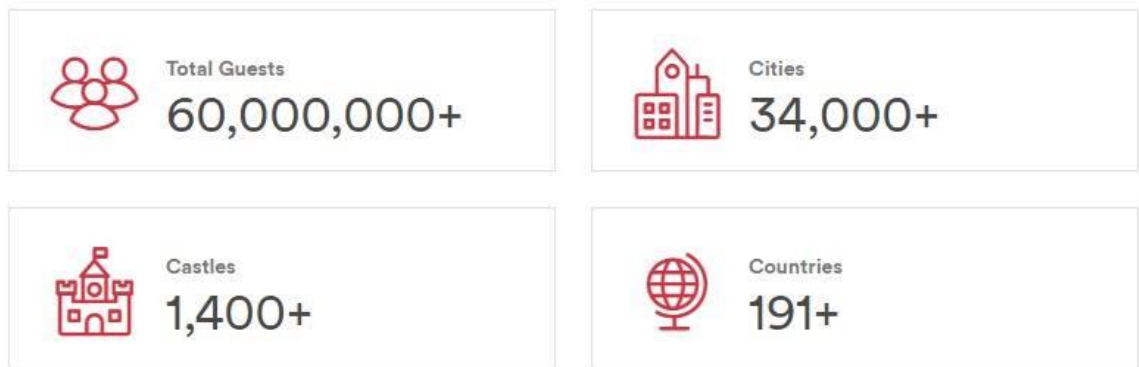 Total Guests
60,000,000+
Cities
34,000+
Castles
1,400+
Countries
191+